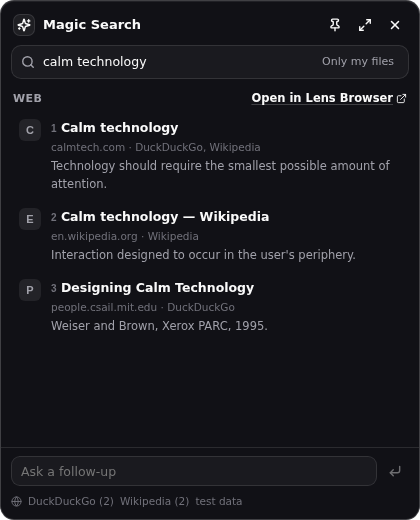 Magic Search
calm technology
Only my files
WEB
Open in Lens Browser
C
1 Calm technology
calmtech.com · DuckDuckGo, Wikipedia
Technology should require the smallest possible amount of
attention.
E
2 Calm technology — Wikipedia
en.wikipedia.org · Wikipedia
Interaction designed to occur in the user's periphery.
P
3 Designing Calm Technology
people.csail.mit.edu · DuckDuckGo
Weiser and Brown, Xerox PARC, 1995.
Ask a follow-up
DuckDuckGo (2) Wikipedia (2) test data